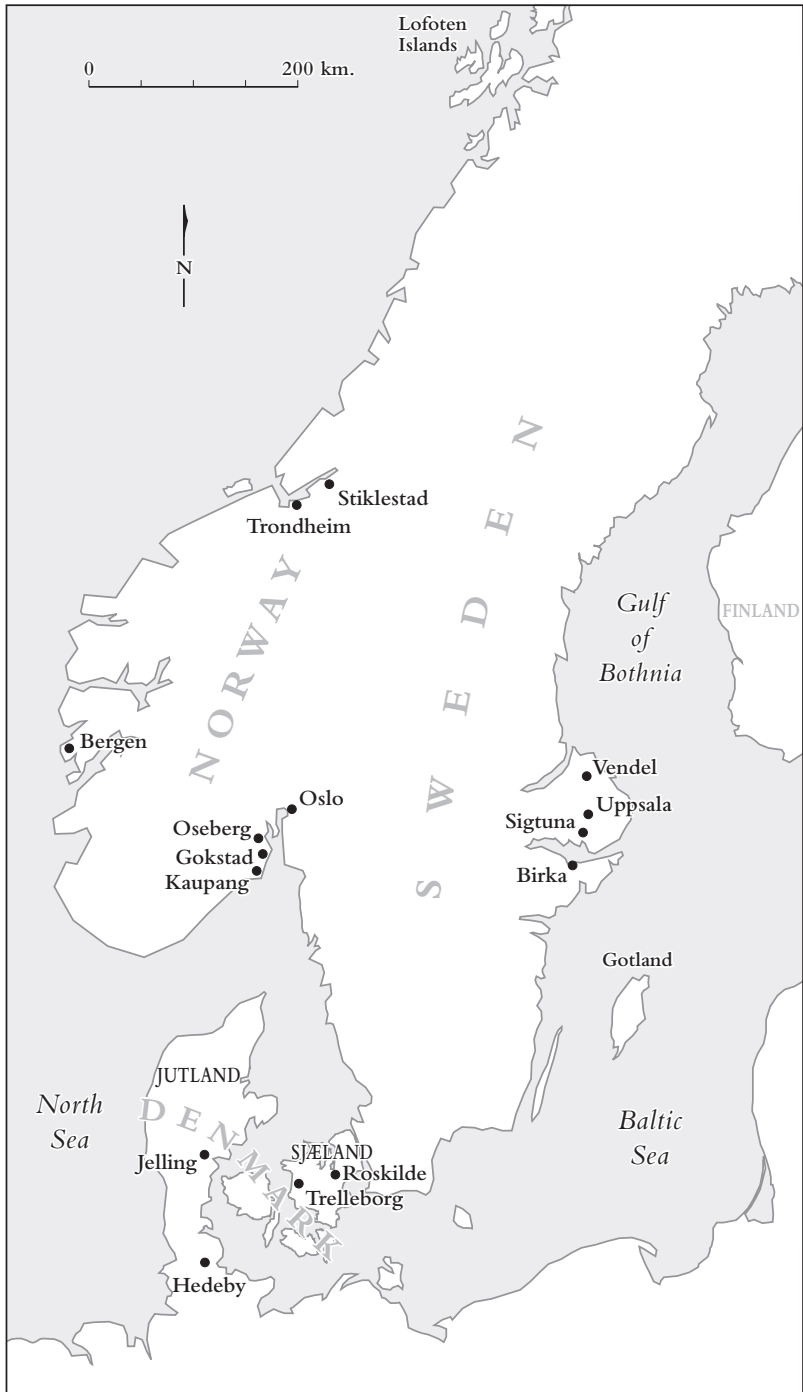 Lofoten
Islands
0 200 km.
N
Stiklestad
Trondheim
NORWAY
SWEDEN
Gulf
of
Bothnia
FINLAND
Bergen
Vendel
Uppsala
Sigtuna
Birka
Oslo
Oseberg
Gokstad
Kaupang
Gotland
North
Sea
JUTLAND
DENMARK
SJÆLAND
Jelling
Roskilde
Trelleborg
Baltic
Sea
Hedeby